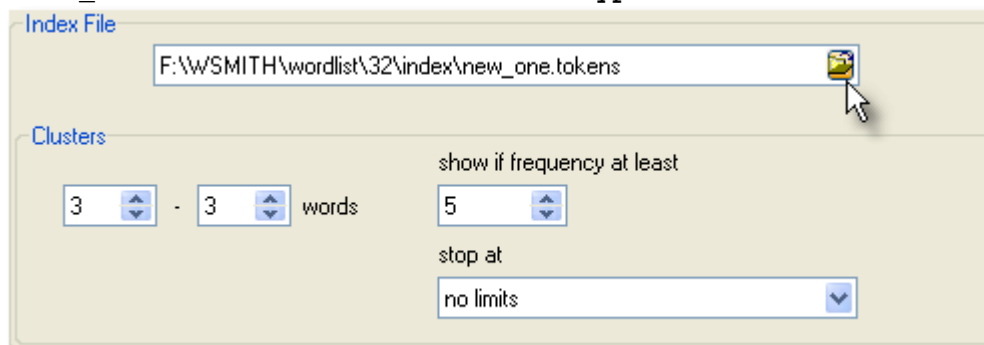 Index File
F:\WSMITH\wordlist\32\index\new_one.tokens
Clusters
show if frequency at least
3 - 3 words 5
stop at
no limits